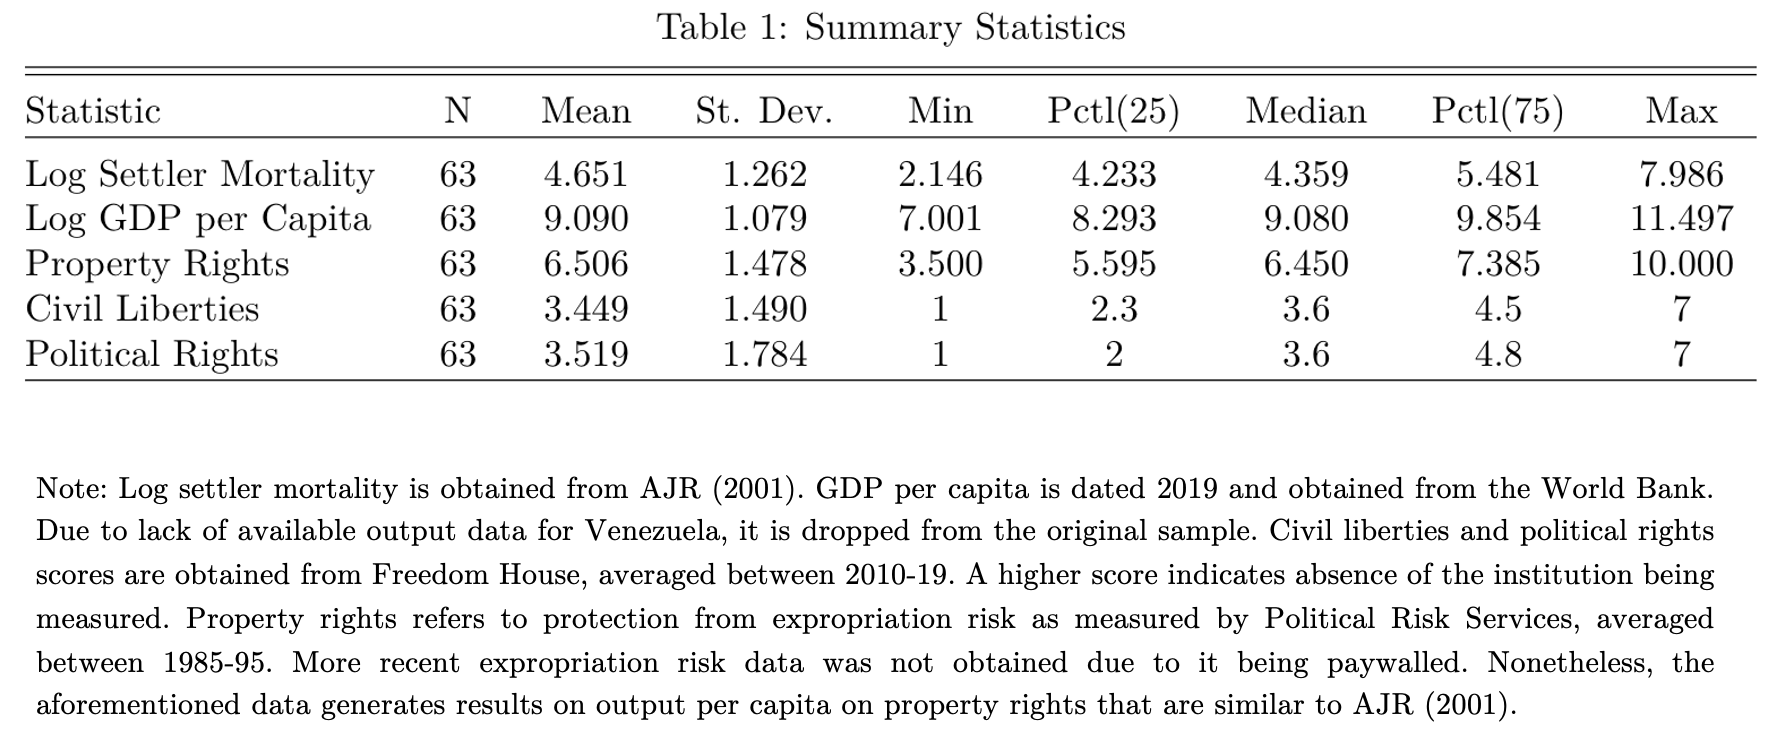 Table 1: Summary Statistics
Statistic N Mean St. Dev. Min Pctl(25) Median Pctl(75) Max
Log Settler Mortality 63 4.651 1.262 2.146 4.233 4.359 5.481 7.986
Log GDP per Capita 63 9.090 1.079 7.001 8.293 9.080 9.854 11.497
Property Rights 63 6.506 1.478 3.500 5.595 6.450 7.385 10.000
Civil Liberties 63 3.449 1.490 1 2.3 3.6 4.5 7
Political Rights 63 3.519 1.784 1 2 3.6 4.8 7
Note: Log settler mortality is obtained from AJR (2001). GDP per capita is dated 2019 and obtained from the World Bank.
Due to lack of available output data for Venezuela, it is dropped from the original sample. Civil liberties and political rights
scores are obtained from Freedom House, averaged between 2010-19. A higher score indicates absence of the institution being
measured. Property rights refers to protection from expropriation risk as measured by Political Risk Services, averaged
between 1985-95. More recent expropriation risk data was not obtained due to it being paywalled. Nonetheless, the
aforementioned data generates results on output per capita on property rights that are similar to AJR (2001).